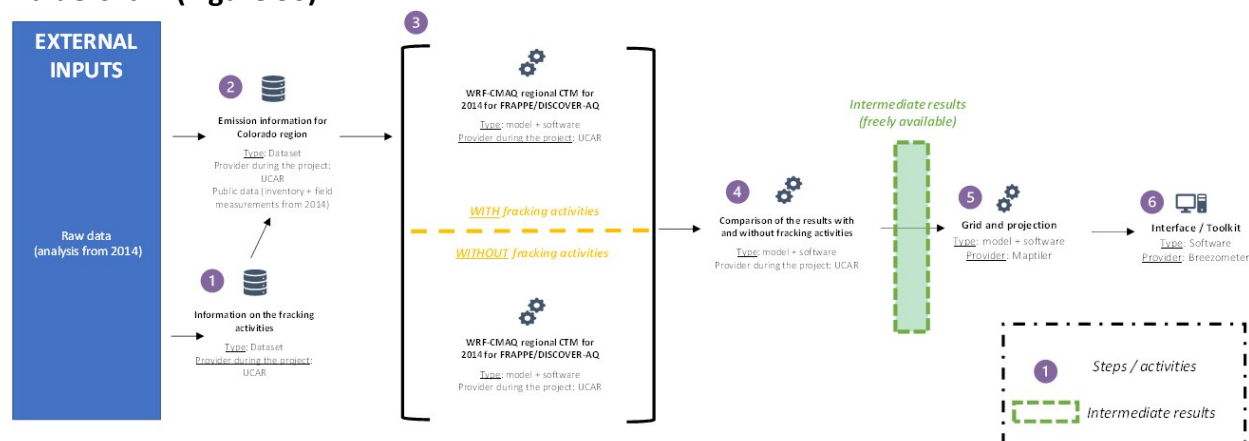 EXTERNAL
INPUTS
Raw data
(analysis from 2014)
2
Emission information for
Colorado region
Type: Dataset
Provider during the project:
UCAR
Public data (inventory + field
measurements from 2014)
1
Information on the fracking
activities
Type: Dataset
Provider during the project:
UCAR
3
WRF-CMAQ regional CTM for
2014 for FRAPPE/DISCOVER-AQ
Type: model + software
Provider during the project: UCAR
WITH fracking activities
WITHOUT fracking activities
WRF-CMAQ regional CTM for
2014 for FRAPPE/DISCOVER-AQ
Type: model + software
Provider during the project: UCAR
4
Comparison of the results with
and without fracking activities
Type: model + software
Provider during the project: UCAR
Intermediate results
(freely available)
5
Grid and projection
Type: model + software
Provider: Maptiler
6
Interface / Toolkit
Type: Software
Provider: Breezometer
1
Steps / activities
Intermediate results